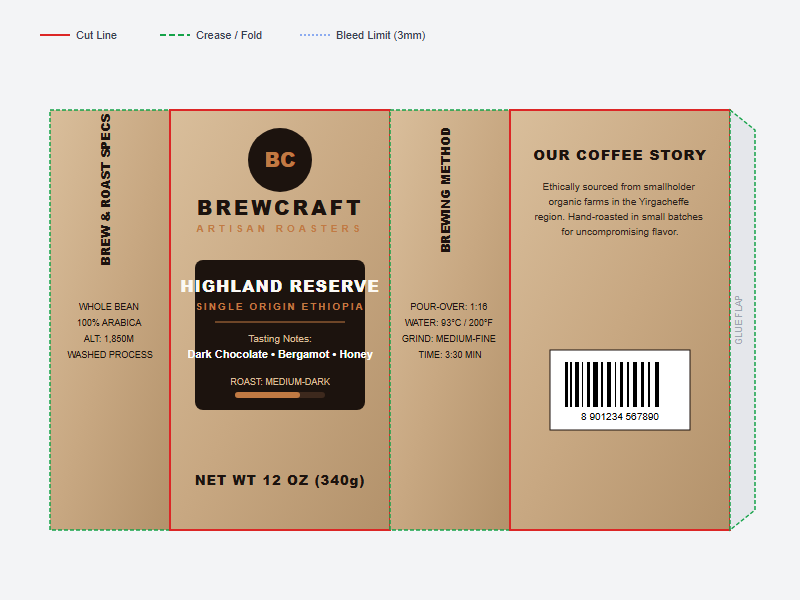 Cut Line
Crease / Fold
Bleed Limit (3mm)
BREW & ROAST SPECS
WHOLE BEAN
100% ARABICA
ALT: 1,850M
WASHED PROCESS
BC
BREWCRAFT
ARTISAN ROASTERS
HIGHLAND RESERVE
SINGLE ORIGIN ETHIOPIA
Tasting Notes:
Dark Chocolate • Bergamot • Honey
ROAST: MEDIUM-DARK
NET WT 12 OZ (340g)
BREWING METHOD
POUR-OVER: 1:16
WATER: 93°C / 200°F
GRIND: MEDIUM-FINE
TIME: 3:30 MIN
OUR COFFEE STORY
Ethically sourced from smallholder
organic farms in the Yirgacheffe
region. Hand-roasted in small batches
for uncompromising flavor.
8 901234 567890
GLUE FLAP